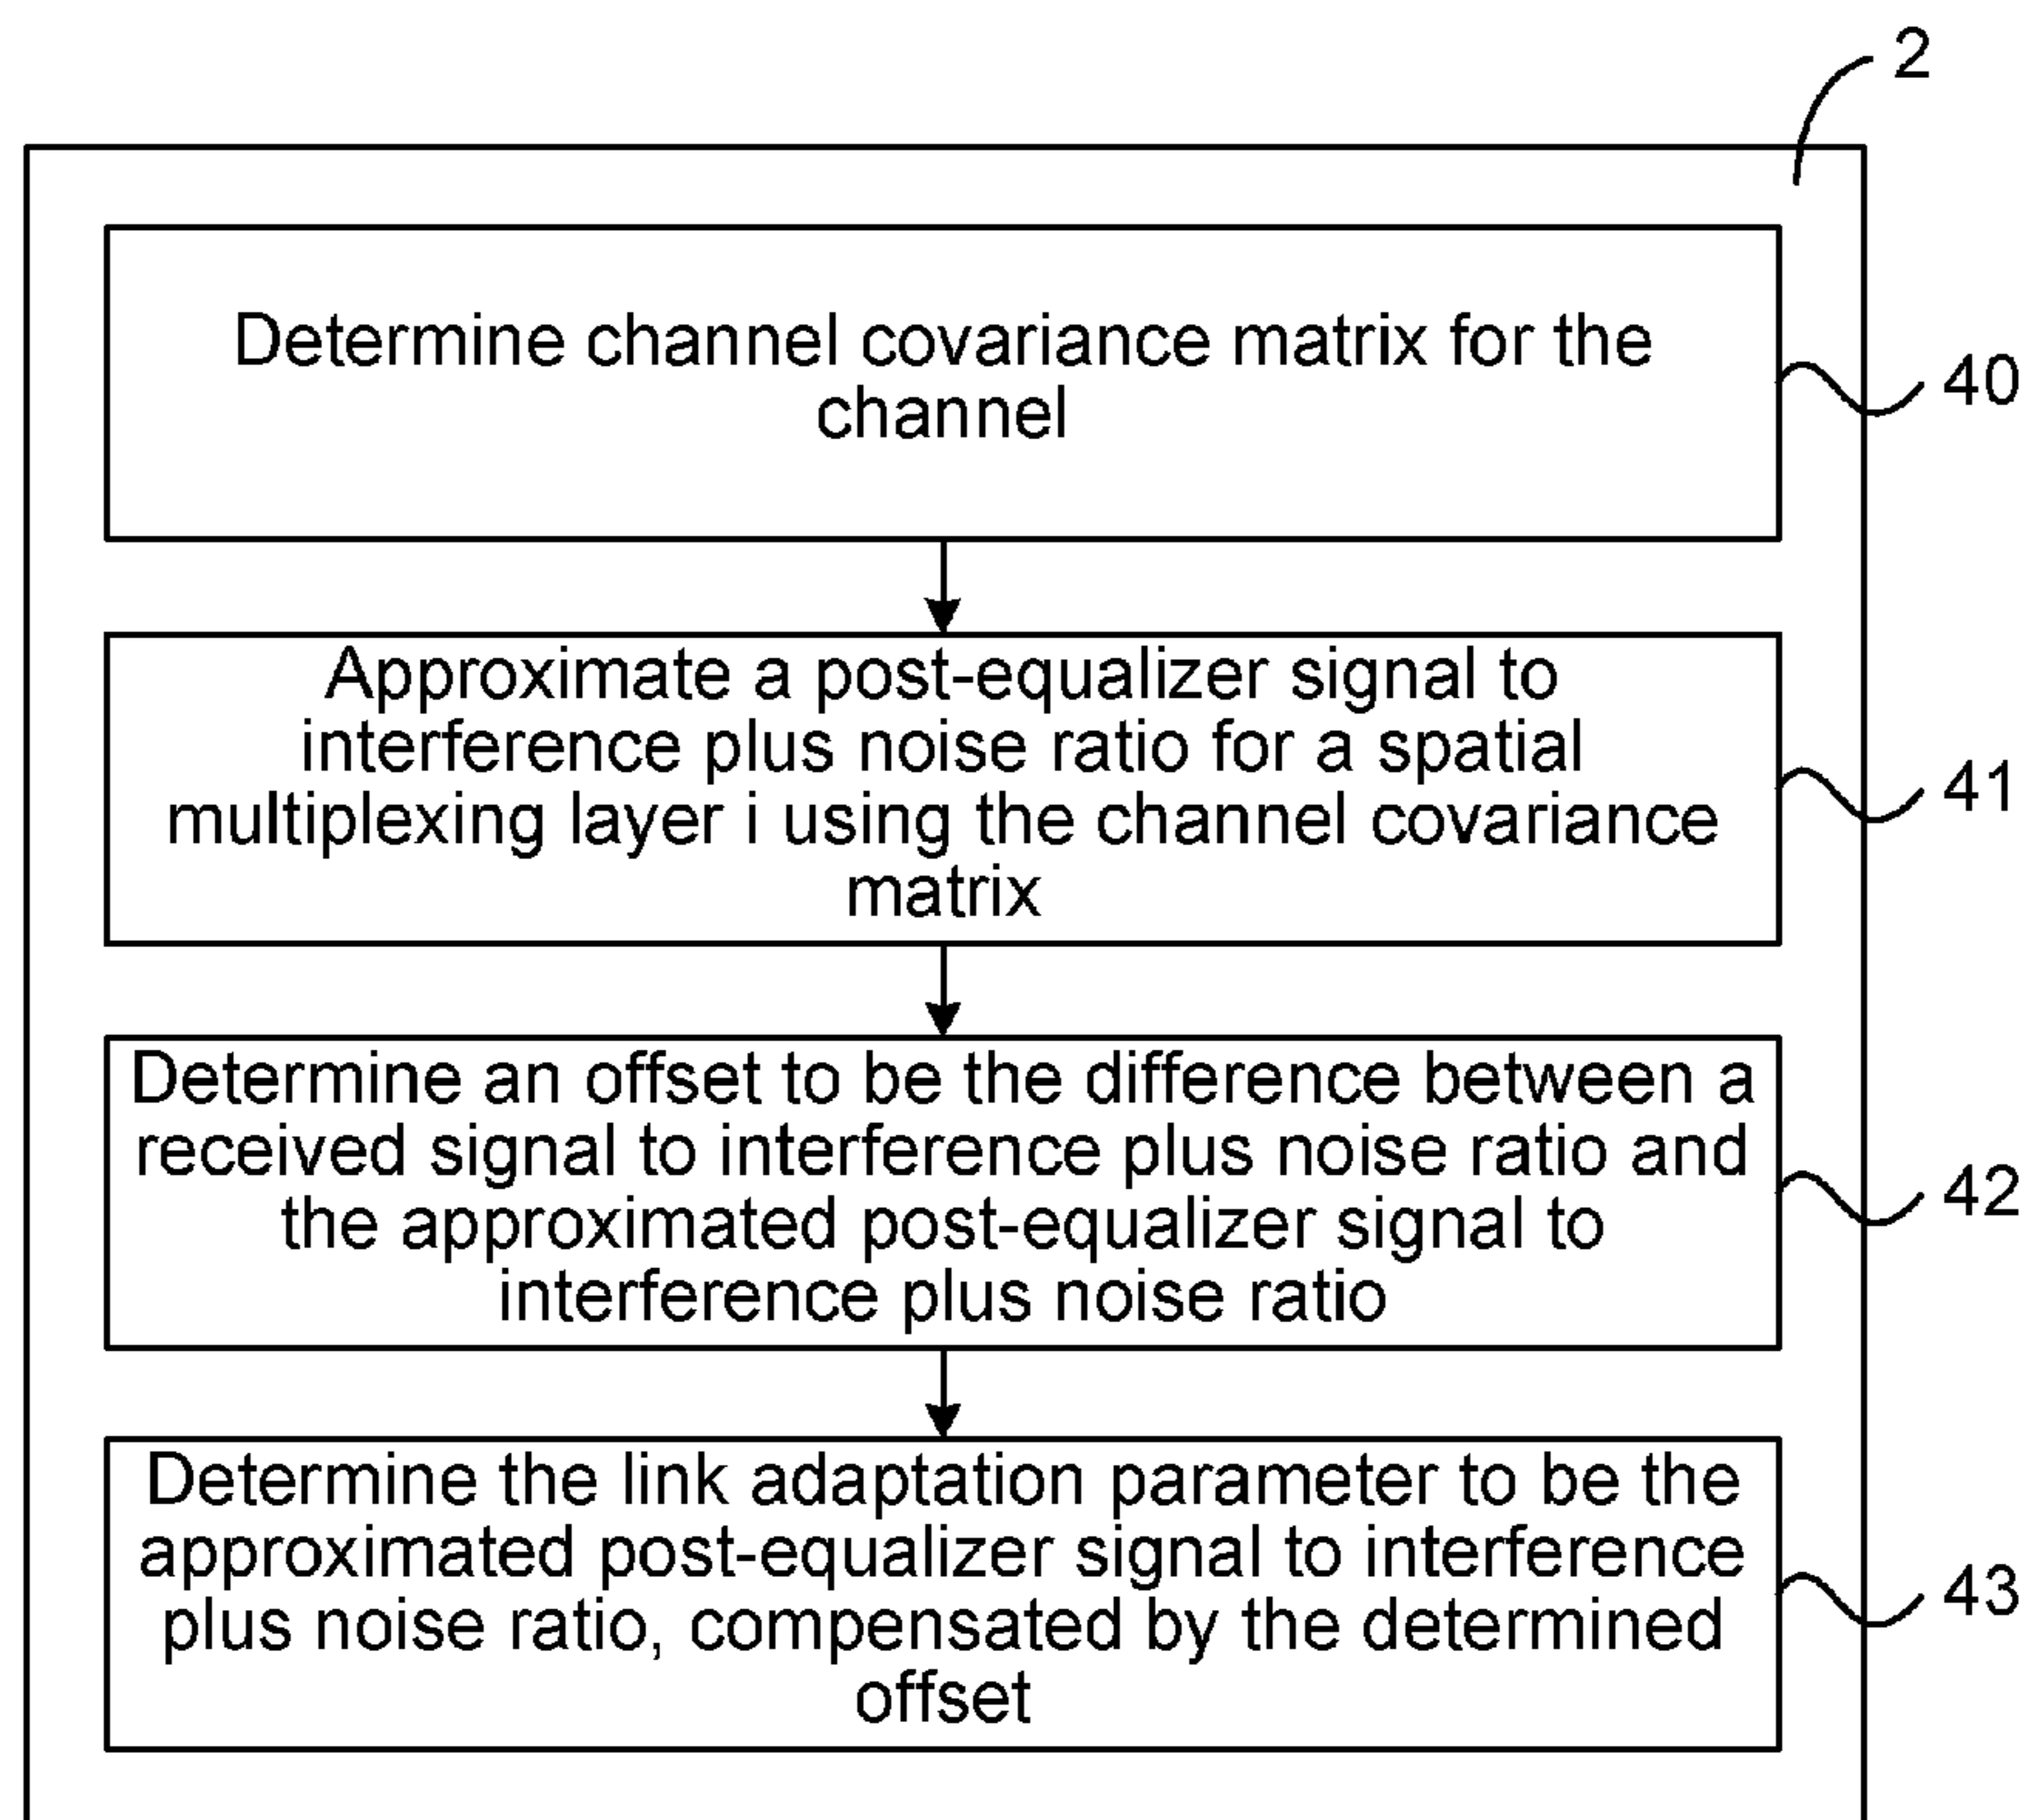 2
Determine channel covariance matrix for the
channel
40
Approximate a post-equalizer signal to
interference plus noise ratio for a spatial
multiplexing layer i using the channel covariance
matrix
41
Determine an offset to be the difference between a
received signal to interference plus noise ratio and
the approximated post-equalizer signal to
interference plus noise ratio
42
Determine the link adaptation parameter to be the
approximated post-equalizer signal to interference
plus noise ratio, compensated by the determined
offset
43